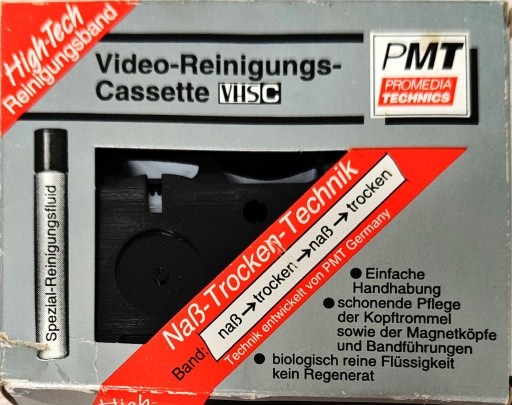 High-Tech
Reinigungsband
Video-Reinigungs-
Cassette VHS C
PMT
PROMEDIA
TECHNICS
Spezial-Reinigungsfluid
Naß-Trocken-Technik
Band: naß→trocken→naß→trocken
Technik entwickelt von PMT Germany
● Einfache
Handhabung
● schonende Pflege
der Kopftrommel
sowie der Magnetköpfe
und Bandführungen
● biologisch reine Flüssigkeit
kein Regenerat